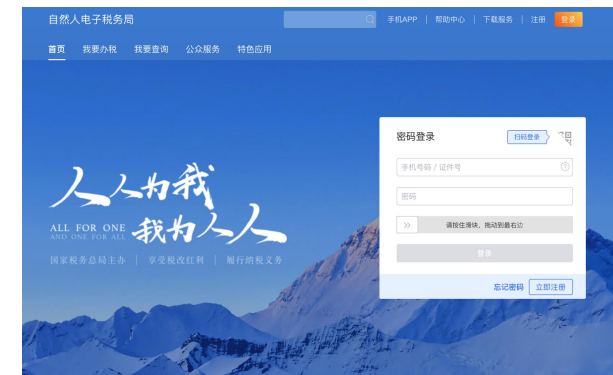 自然人电子税务局
手机APP | 帮助中心 | 下载服务 | 注册 登录
首页 我要办税 我要查询 公众服务 特色应用
密码登录 扫码登录
手机号码 / 证件号
密码
请按住滑块，拖动到最右边
登录
忘记密码 立即注册
人人为我
ALL FOR ONE
AND ONE FOR ALL
我为人人
国家税务总局主办 | 享受税改红利 | 履行纳税义务